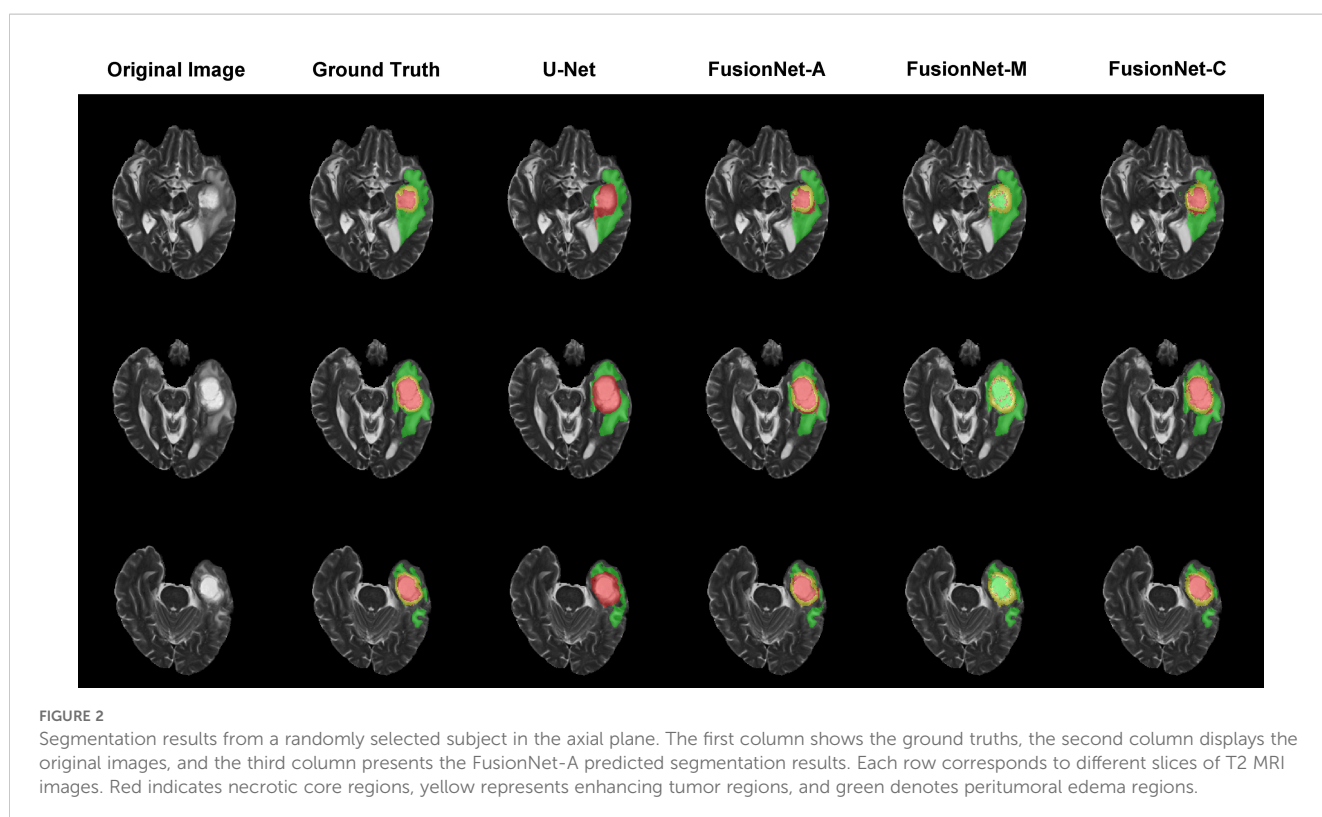 Original Image Ground Truth U-Net FusionNet-A FusionNet-M FusionNet-C
FIGURE 2
Segmentation results from a randomly selected subject in the axial plane. The first column shows the ground truths, the second column displays the
original images, and the third column presents the FusionNet-A predicted segmentation results. Each row corresponds to different slices of T2 MRI
images. Red indicates necrotic core regions, yellow represents enhancing tumor regions, and green denotes peritumoral edema regions.